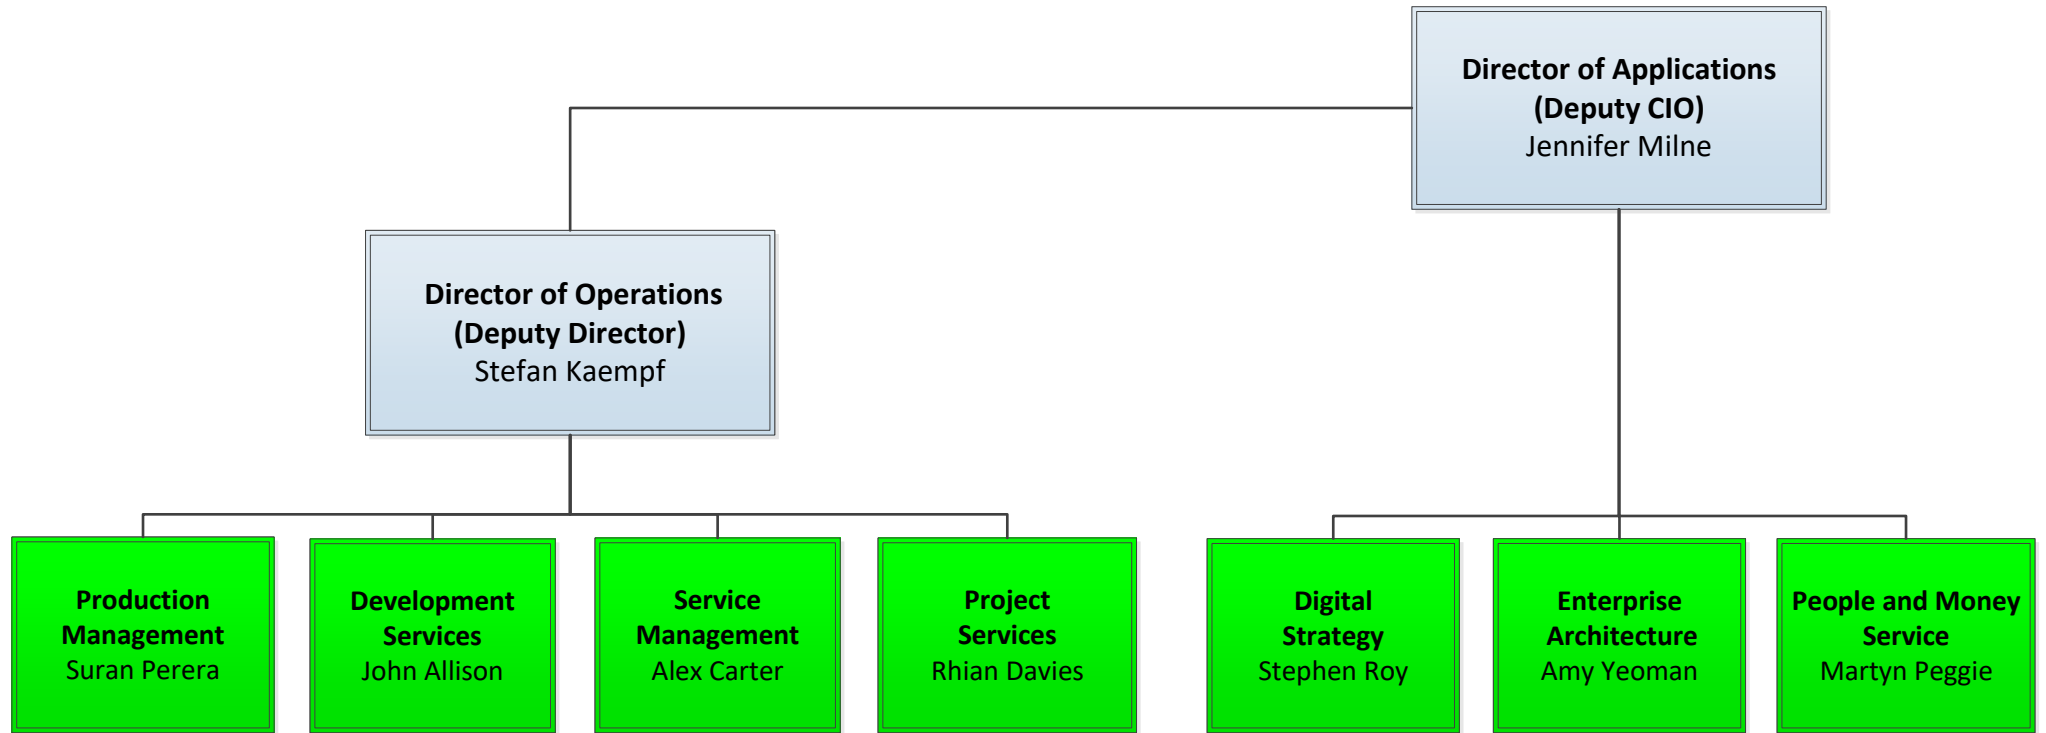 Director of Applications
(Deputy CIO)
Jennifer Milne
Director of Operations
(Deputy Director)
Stefan Kaempf
Production
Management
Suran Perera
Development
Services
John Allison
Service
Management
Alex Carter
Project
Services
Rhian Davies
Digital
Strategy
Stephen Roy
Enterprise
Architecture
Amy Yeoman
People and Money
Service
Martyn Peggie